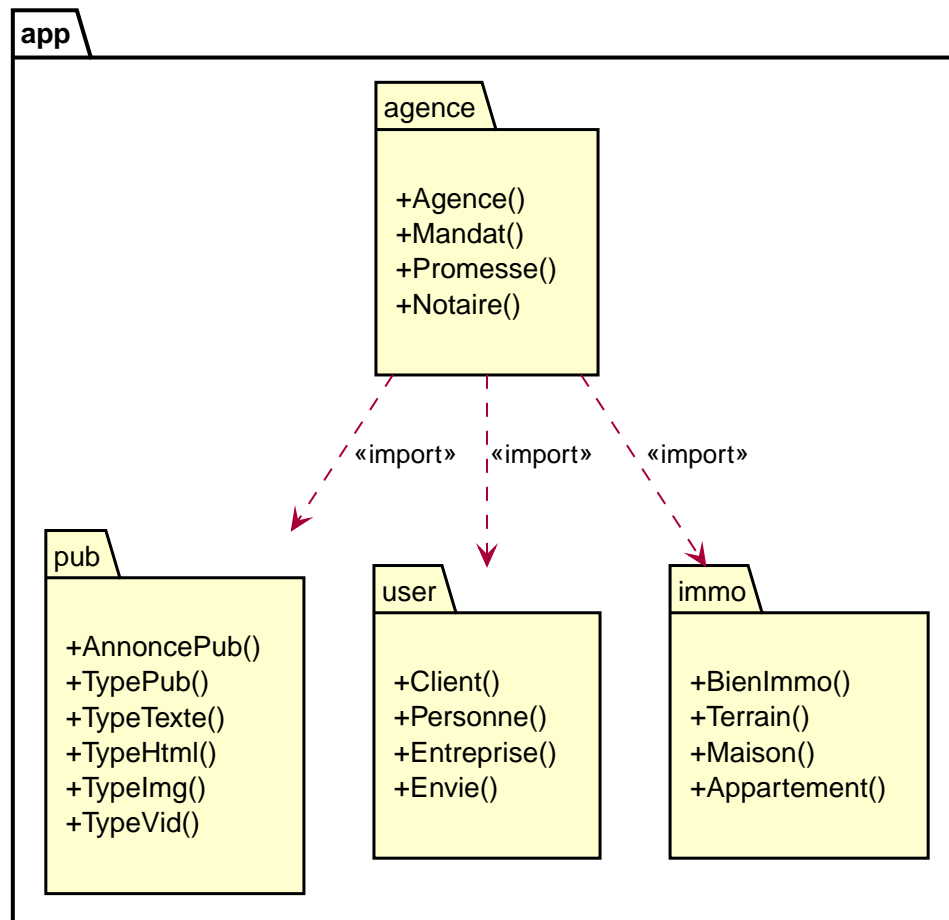 app
agence
+Agence()
+Mandat()
+Promesse()
+Notaire()
«import» «import» «import»
pub
+AnnoncePub()
+TypePub()
+TypeTexte()
+TypeHtml()
+TypeImg()
+TypeVid()
user
+Client()
+Personne()
+Entreprise()
+Envie()
immo
+BienImmo()
+Terrain()
+Maison()
+Appartement()